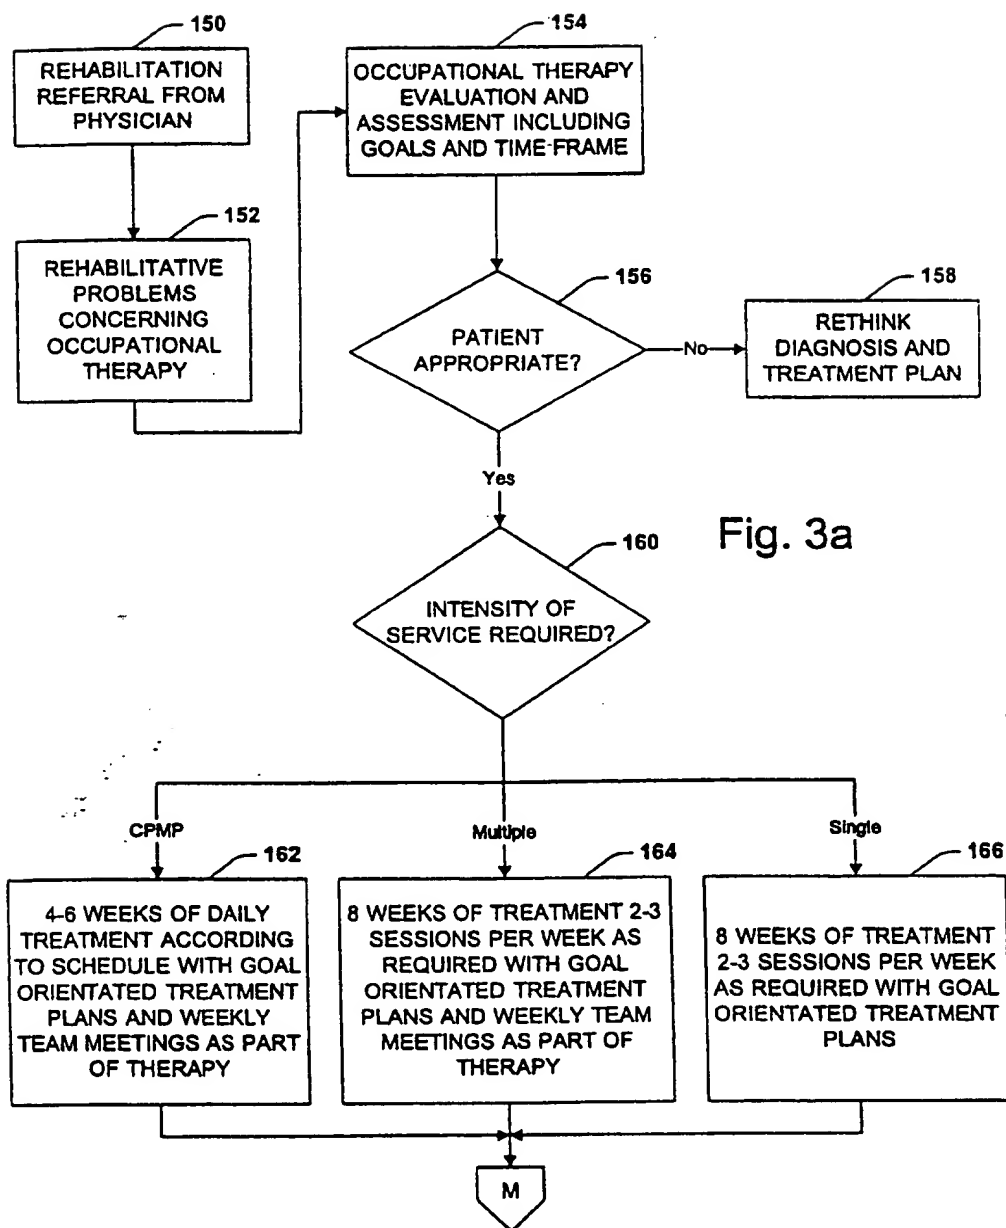 150
REHABILITATION
REFERRAL FROM
PHYSICIAN
152
REHABILITATIVE
PROBLEMS
CONCERNING
OCCUPATIONAL
THERAPY
154
OCCUPATIONAL THERAPY
EVALUATION AND
ASSESSMENT INCLUDING
GOALS AND TIME-FRAME
156
PATIENT
APPROPRIATE?
No
158
RETHINK
DIAGNOSIS AND
TREATMENT PLAN
Yes
Fig. 3a
160
INTENSITY OF
SERVICE REQUIRED?
CPMP
162
4-6 WEEKS OF DAILY
TREATMENT ACCORDING
TO SCHEDULE WITH GOAL
ORIENTATED TREATMENT
PLANS AND WEEKLY
TEAM MEETINGS AS PART
OF THERAPY
Multiple
164
8 WEEKS OF TREATMENT 2-3
SESSIONS PER WEEK AS
REQUIRED WITH GOAL
ORIENTATED TREATMENT
PLANS AND WEEKLY TEAM
MEETINGS AS PART OF
THERAPY
Single
166
8 WEEKS OF TREATMENT
2-3 SESSIONS PER WEEK
AS REQUIRED WITH GOAL
ORIENTATED TREATMENT
PLANS
M